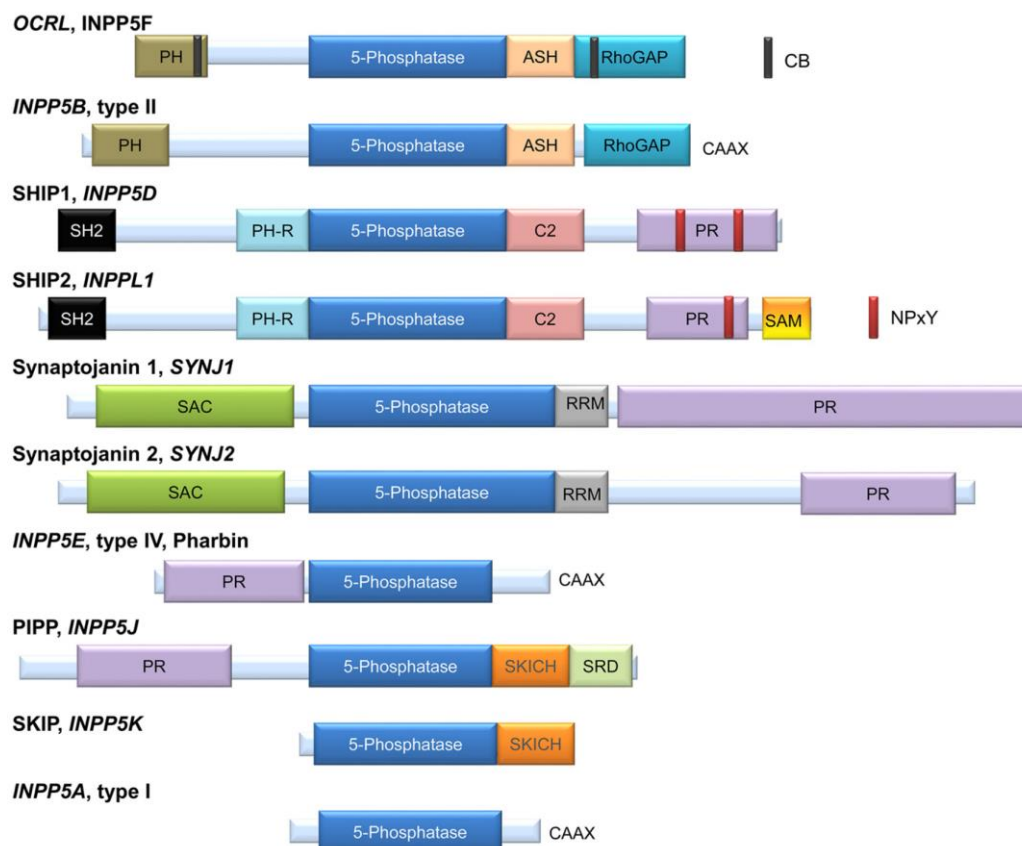 OCRL, INPP5F
PH 5-Phosphatase ASH RhoGAP CB
INPP5B, type II
PH 5-Phosphatase ASH RhoGAP CAAX
SHIP1, INPP5D
SH2 PH-R 5-Phosphatase C2 PR
SHIP2, INPPL1
SH2 PH-R 5-Phosphatase C2 PR SAM NPxY
Synaptojanin 1, SYNJ1
SAC 5-Phosphatase RRM PR
Synaptojanin 2, SYNJ2
SAC 5-Phosphatase RRM PR
INPP5E, type IV, Pharbin
PR 5-Phosphatase CAAX
PIPP, INPP5J
PR 5-Phosphatase SKICH SRD
SKIP, INPP5K
5-Phosphatase SKICH
INPP5A, type I
5-Phosphatase CAAX